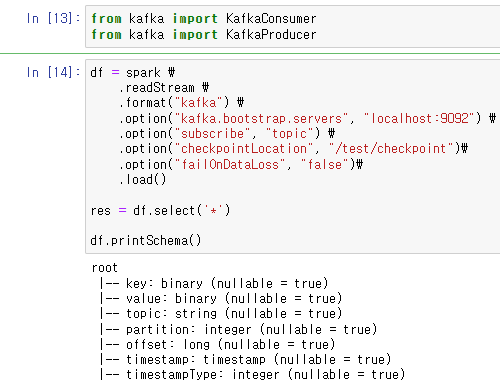 In [13]: from kafka import KafkaConsumer
from kafka import KafkaProducer
In [14]: df = spark ₩
.readStream ₩
.format("kafka") ₩
.option("kafka.bootstrap.servers", "localhost:9092") ₩
.option("subscribe", "topic") ₩
.option("checkpointLocation", "/test/checkpoint")₩
.option("failOnDataLoss", "false")₩
.load()
res = df.select('*')
df.printSchema()
root
|-- key: binary (nullable = true)
|-- value: binary (nullable = true)
|-- topic: string (nullable = true)
|-- partition: integer (nullable = true)
|-- offset: long (nullable = true)
|-- timestamp: timestamp (nullable = true)
|-- timestampType: integer (nullable = true)